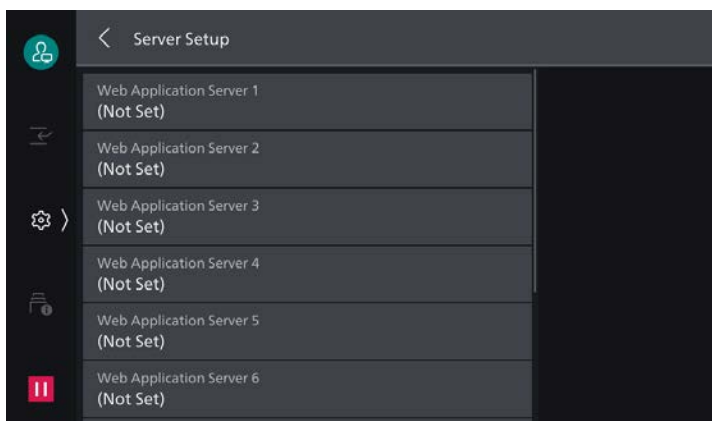 Server Setup
Web Application Server 1
(Not Set)
Web Application Server 2
(Not Set)
Web Application Server 3
(Not Set)
Web Application Server 4
(Not Set)
Web Application Server 5
(Not Set)
Web Application Server 6
(Not Set)